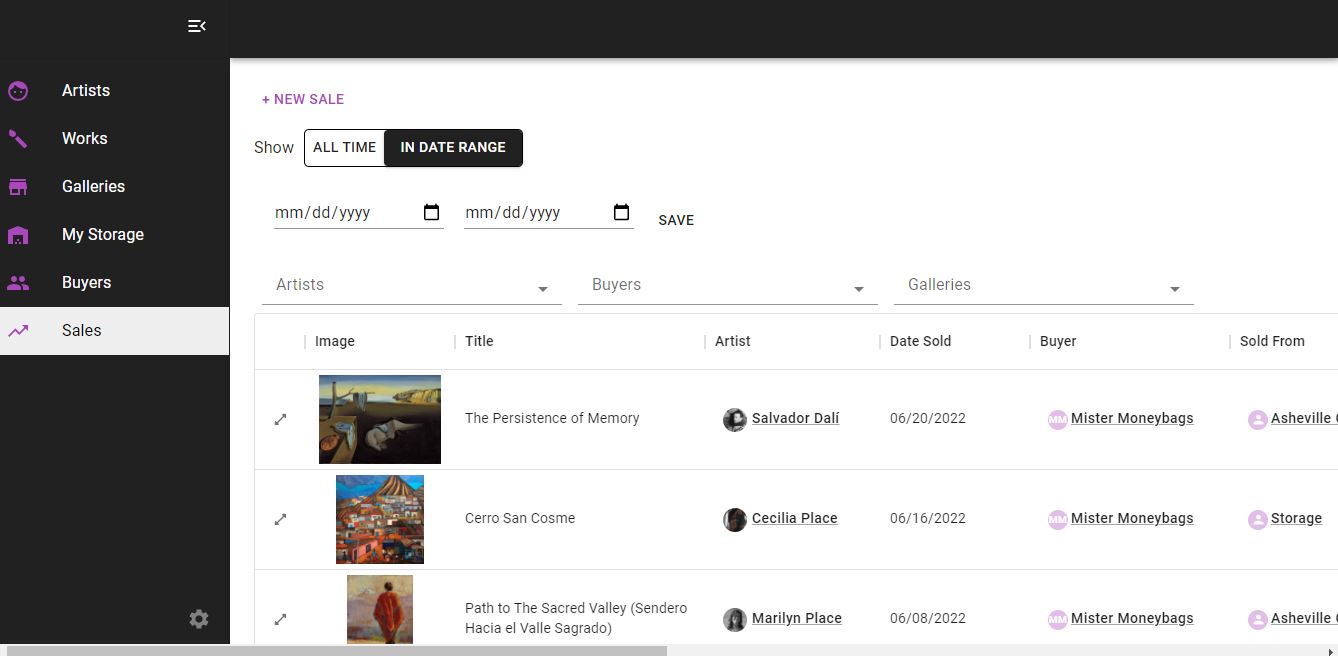 Artists
Works
Galleries
My Storage
Buyers
Sales
+ NEW SALE
Show ALL TIME IN DATE RANGE
mm/dd/yyyy mm/dd/yyyy SAVE
Artists Buyers Galleries
Image Title Artist Date Sold Buyer Sold From
The Persistence of Memory Salvador Dalí 06/20/2022 MM Mister Moneybags Asheville
Cerro San Cosme Cecilia Place 06/16/2022 MM Mister Moneybags Storage
Path to The Sacred Valley (Sendero
Hacia el Valle Sagrado) Marilyn Place 06/08/2022 MM Mister Moneybags Asheville